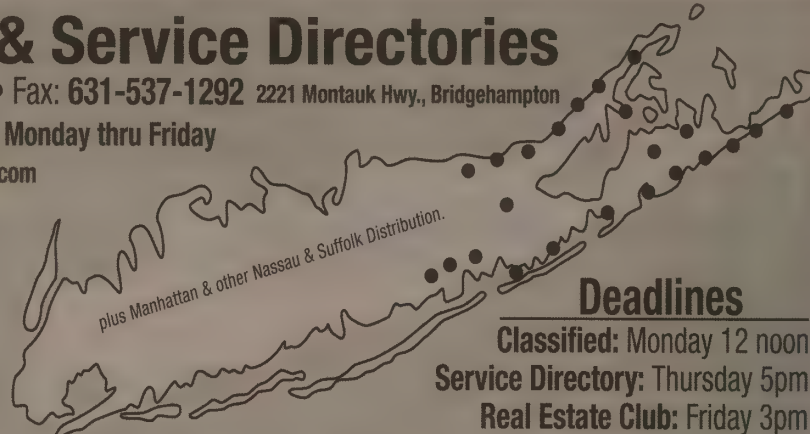 & Service Directories
Fax: 631-537-1292 2221 Montauk Hwy., Bridgehampton
Monday thru Friday
com
plus Manhattan & other Nassau & Suffolk Distribution.
Deadlines
Classified: Monday 12 noon
Service Directory: Thursday 5pm
Real Estate Club: Friday 3pm